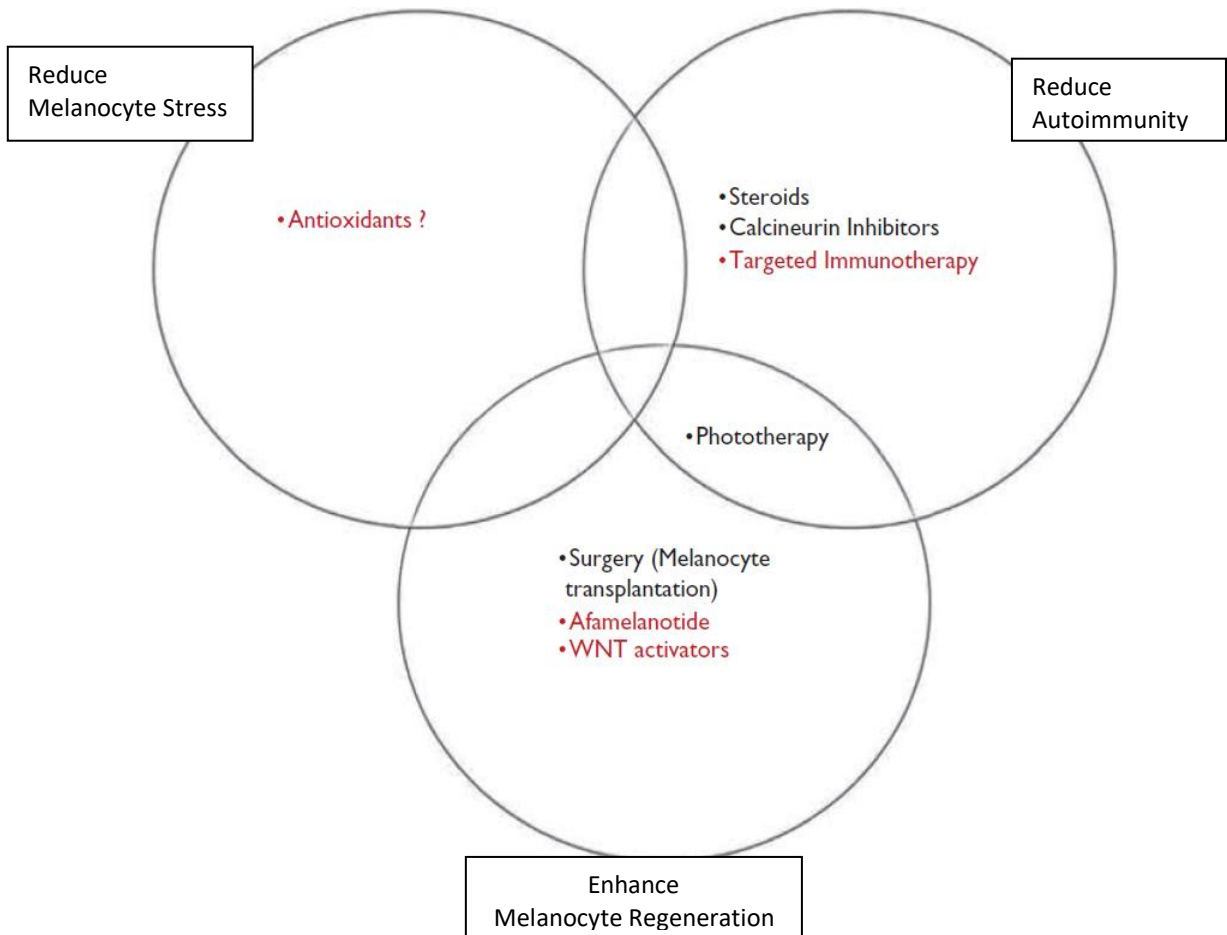 Reduce
Melanocyte Stress
Reduce
Autoimmunity
•Antioxidants ?
•Steroids
•Calcineurin Inhibitors
•Targeted Immunotherapy
•Phototherapy
•Surgery (Melanocyte
transplantation)
•Afamelanotide
•WNT activators
Enhance
Melanocyte Regeneration